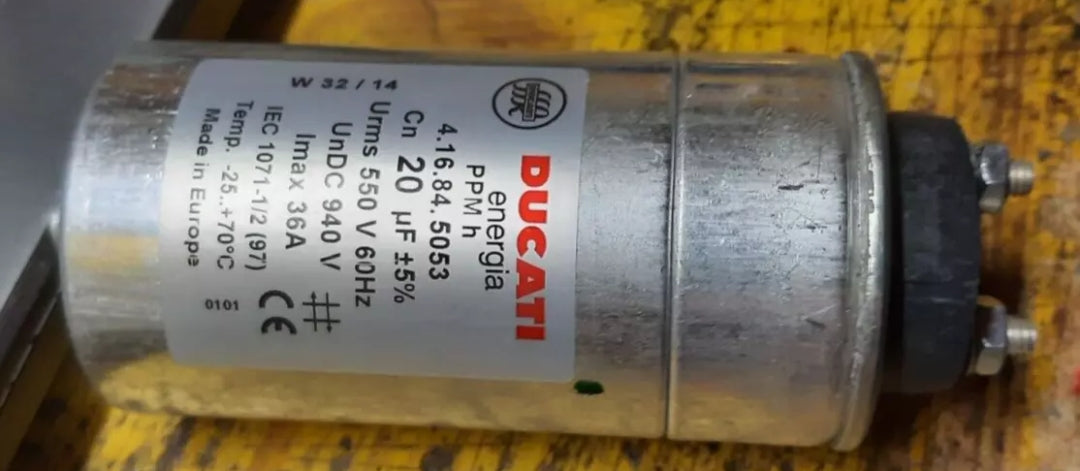 DUCATI
energia
PPM h
4.16.84.5053
Cn 20 µF ±5%
Urms 550 V 60Hz
UnDC 940 V
Imax 36A
IEC 1071-1/2 (97)
CE
Temp. -25..+70°C
Made in Europe
0101
W 32 / 14